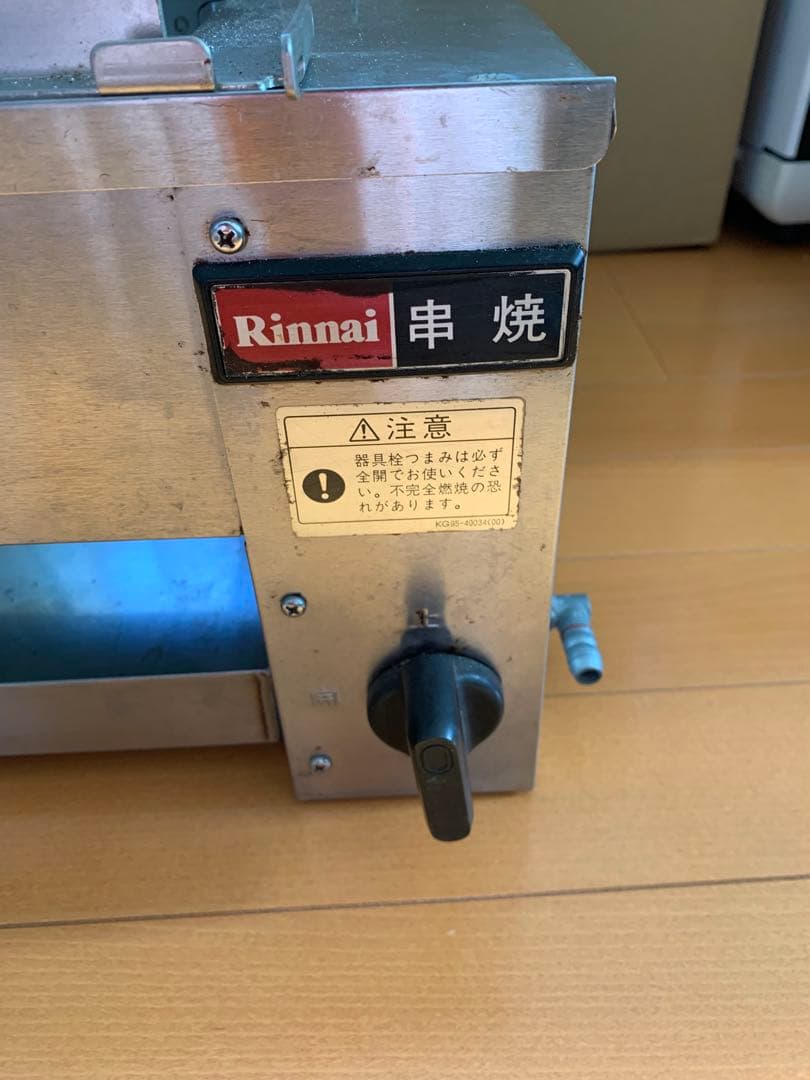 Rinnai 串焼
⚠注意
器具栓つまみは必ず
全開でお使いくださ
い。不完全燃焼の恐
れがあります。
KG95-49034(00)